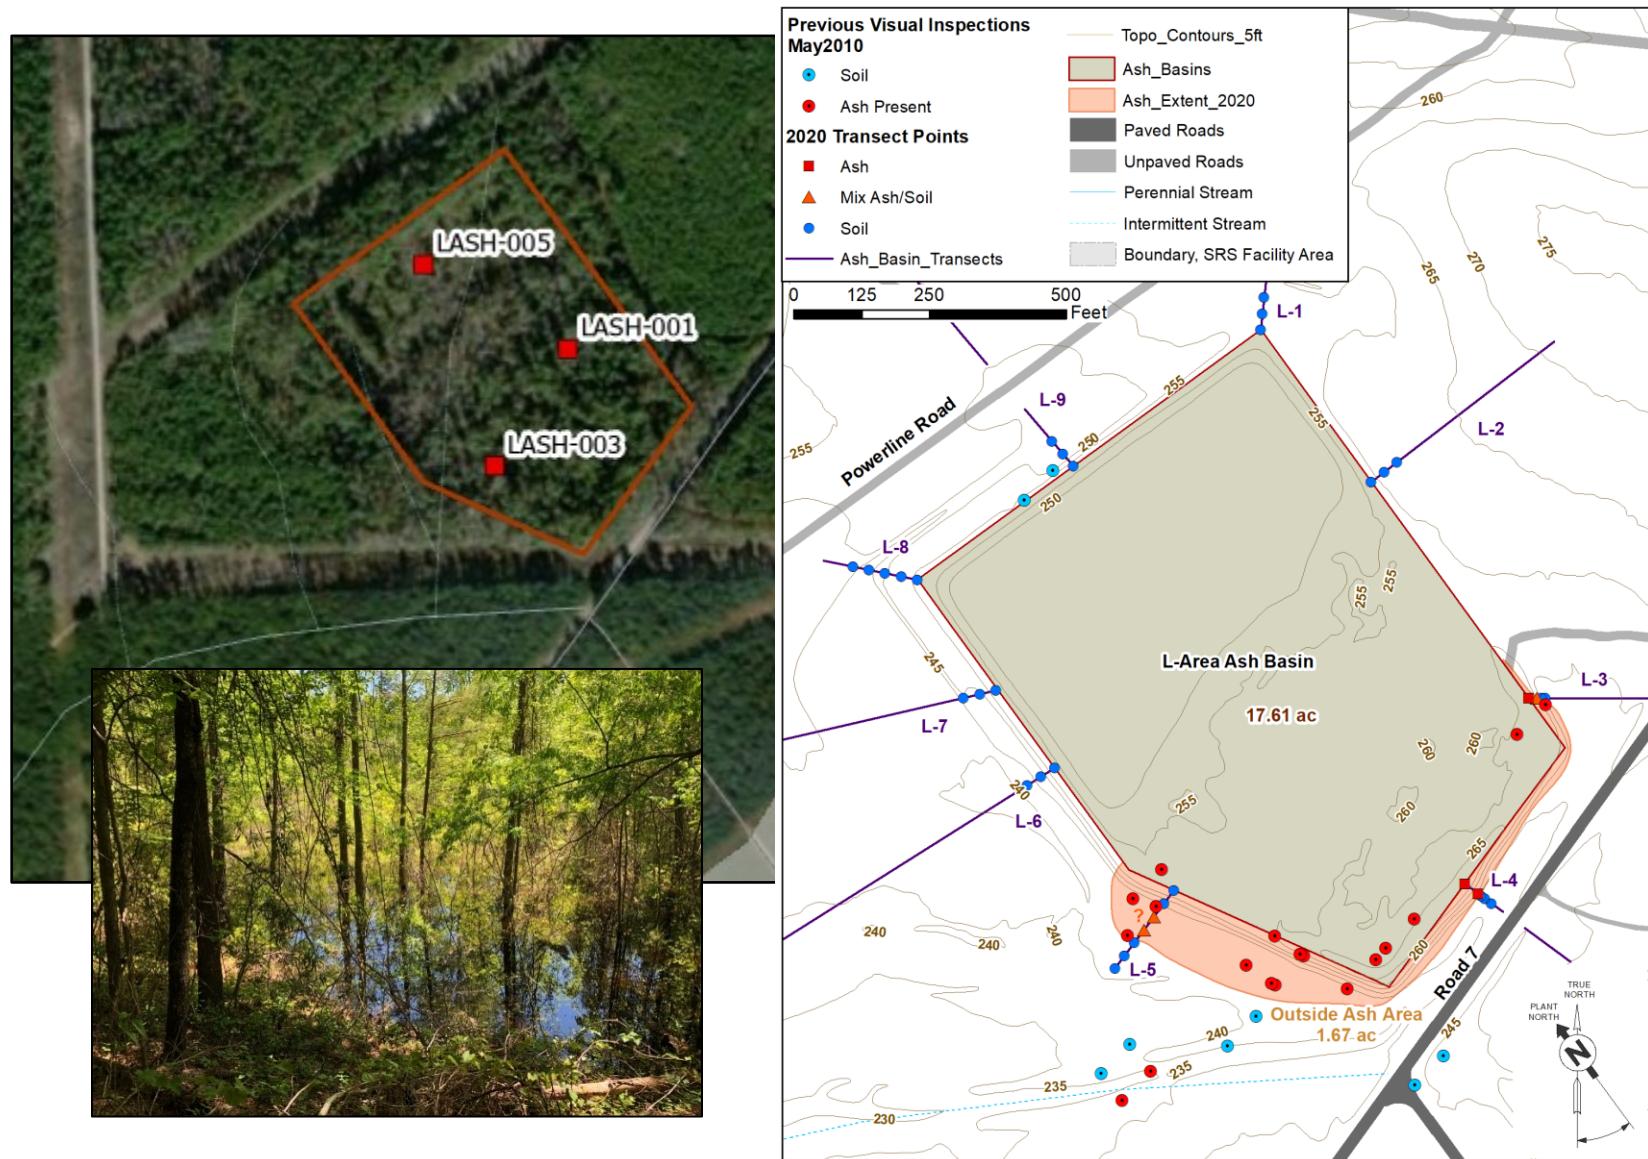 LASH-005
LASH-001
LASH-003
Previous Visual Inspections
May2010
Soil
Ash Present
2020 Transect Points
Ash
Mix Ash/Soil
Soil
Ash_Basin_Transects
Topo_Contours_5ft
Ash_Basins
Ash_Extent_2020
Paved Roads
Unpaved Roads
Perennial Stream
Intermittent Stream
Boundary, SRS Facility Area
0 125 250 500
Feet
260
265
270
275
L-1
255
255
L-9
250
L-2
255
Powerline Road
250
L-8
255
255
245
L-Area Ash Basin
17.61 ac
L-3
L-7
260
260
240
L-6
255
260
265
L-4
?
240
240
240
L-5
260
Road 7
Outside Ash Area
1.67 ac
240
245
235
235
230
TRUE
NORTH
PLANT
NORTH
N